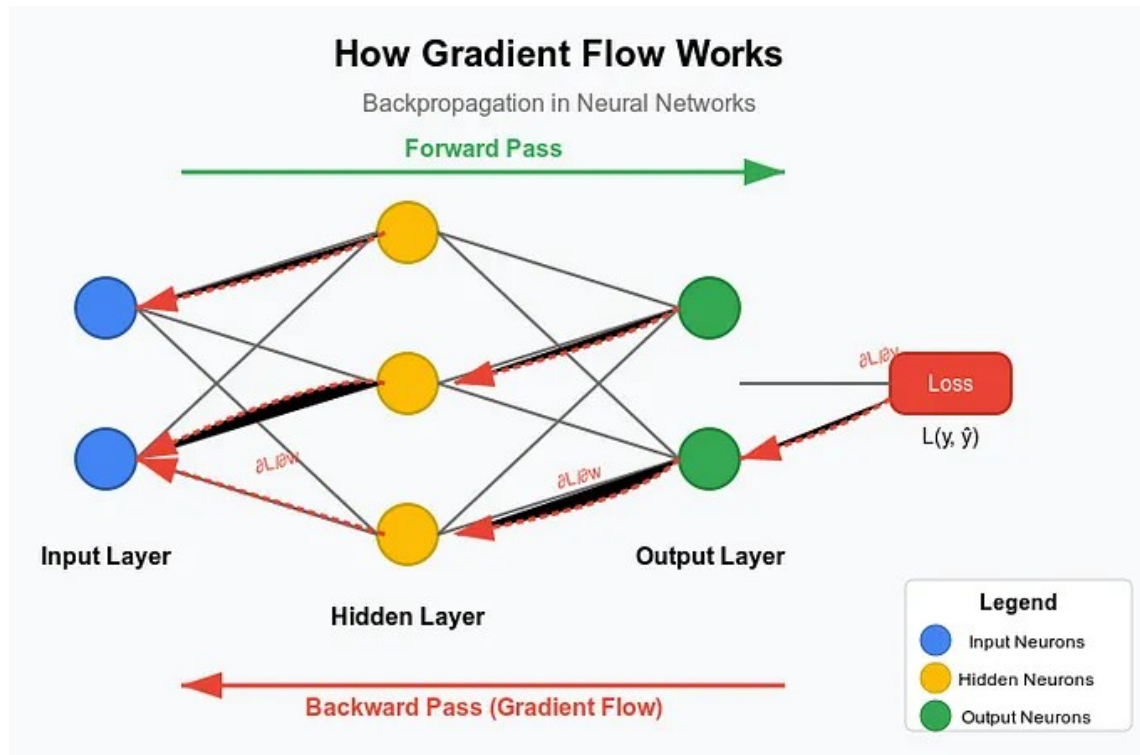 How Gradient Flow Works
Backpropagation in Neural Networks
Forward Pass
∂L/∂y
Loss
L(y, ŷ)
∂L/∂w
∂L/∂w
Input Layer
Output Layer
Hidden Layer
Legend
Input Neurons
Hidden Neurons
Output Neurons
Backward Pass (Gradient Flow)